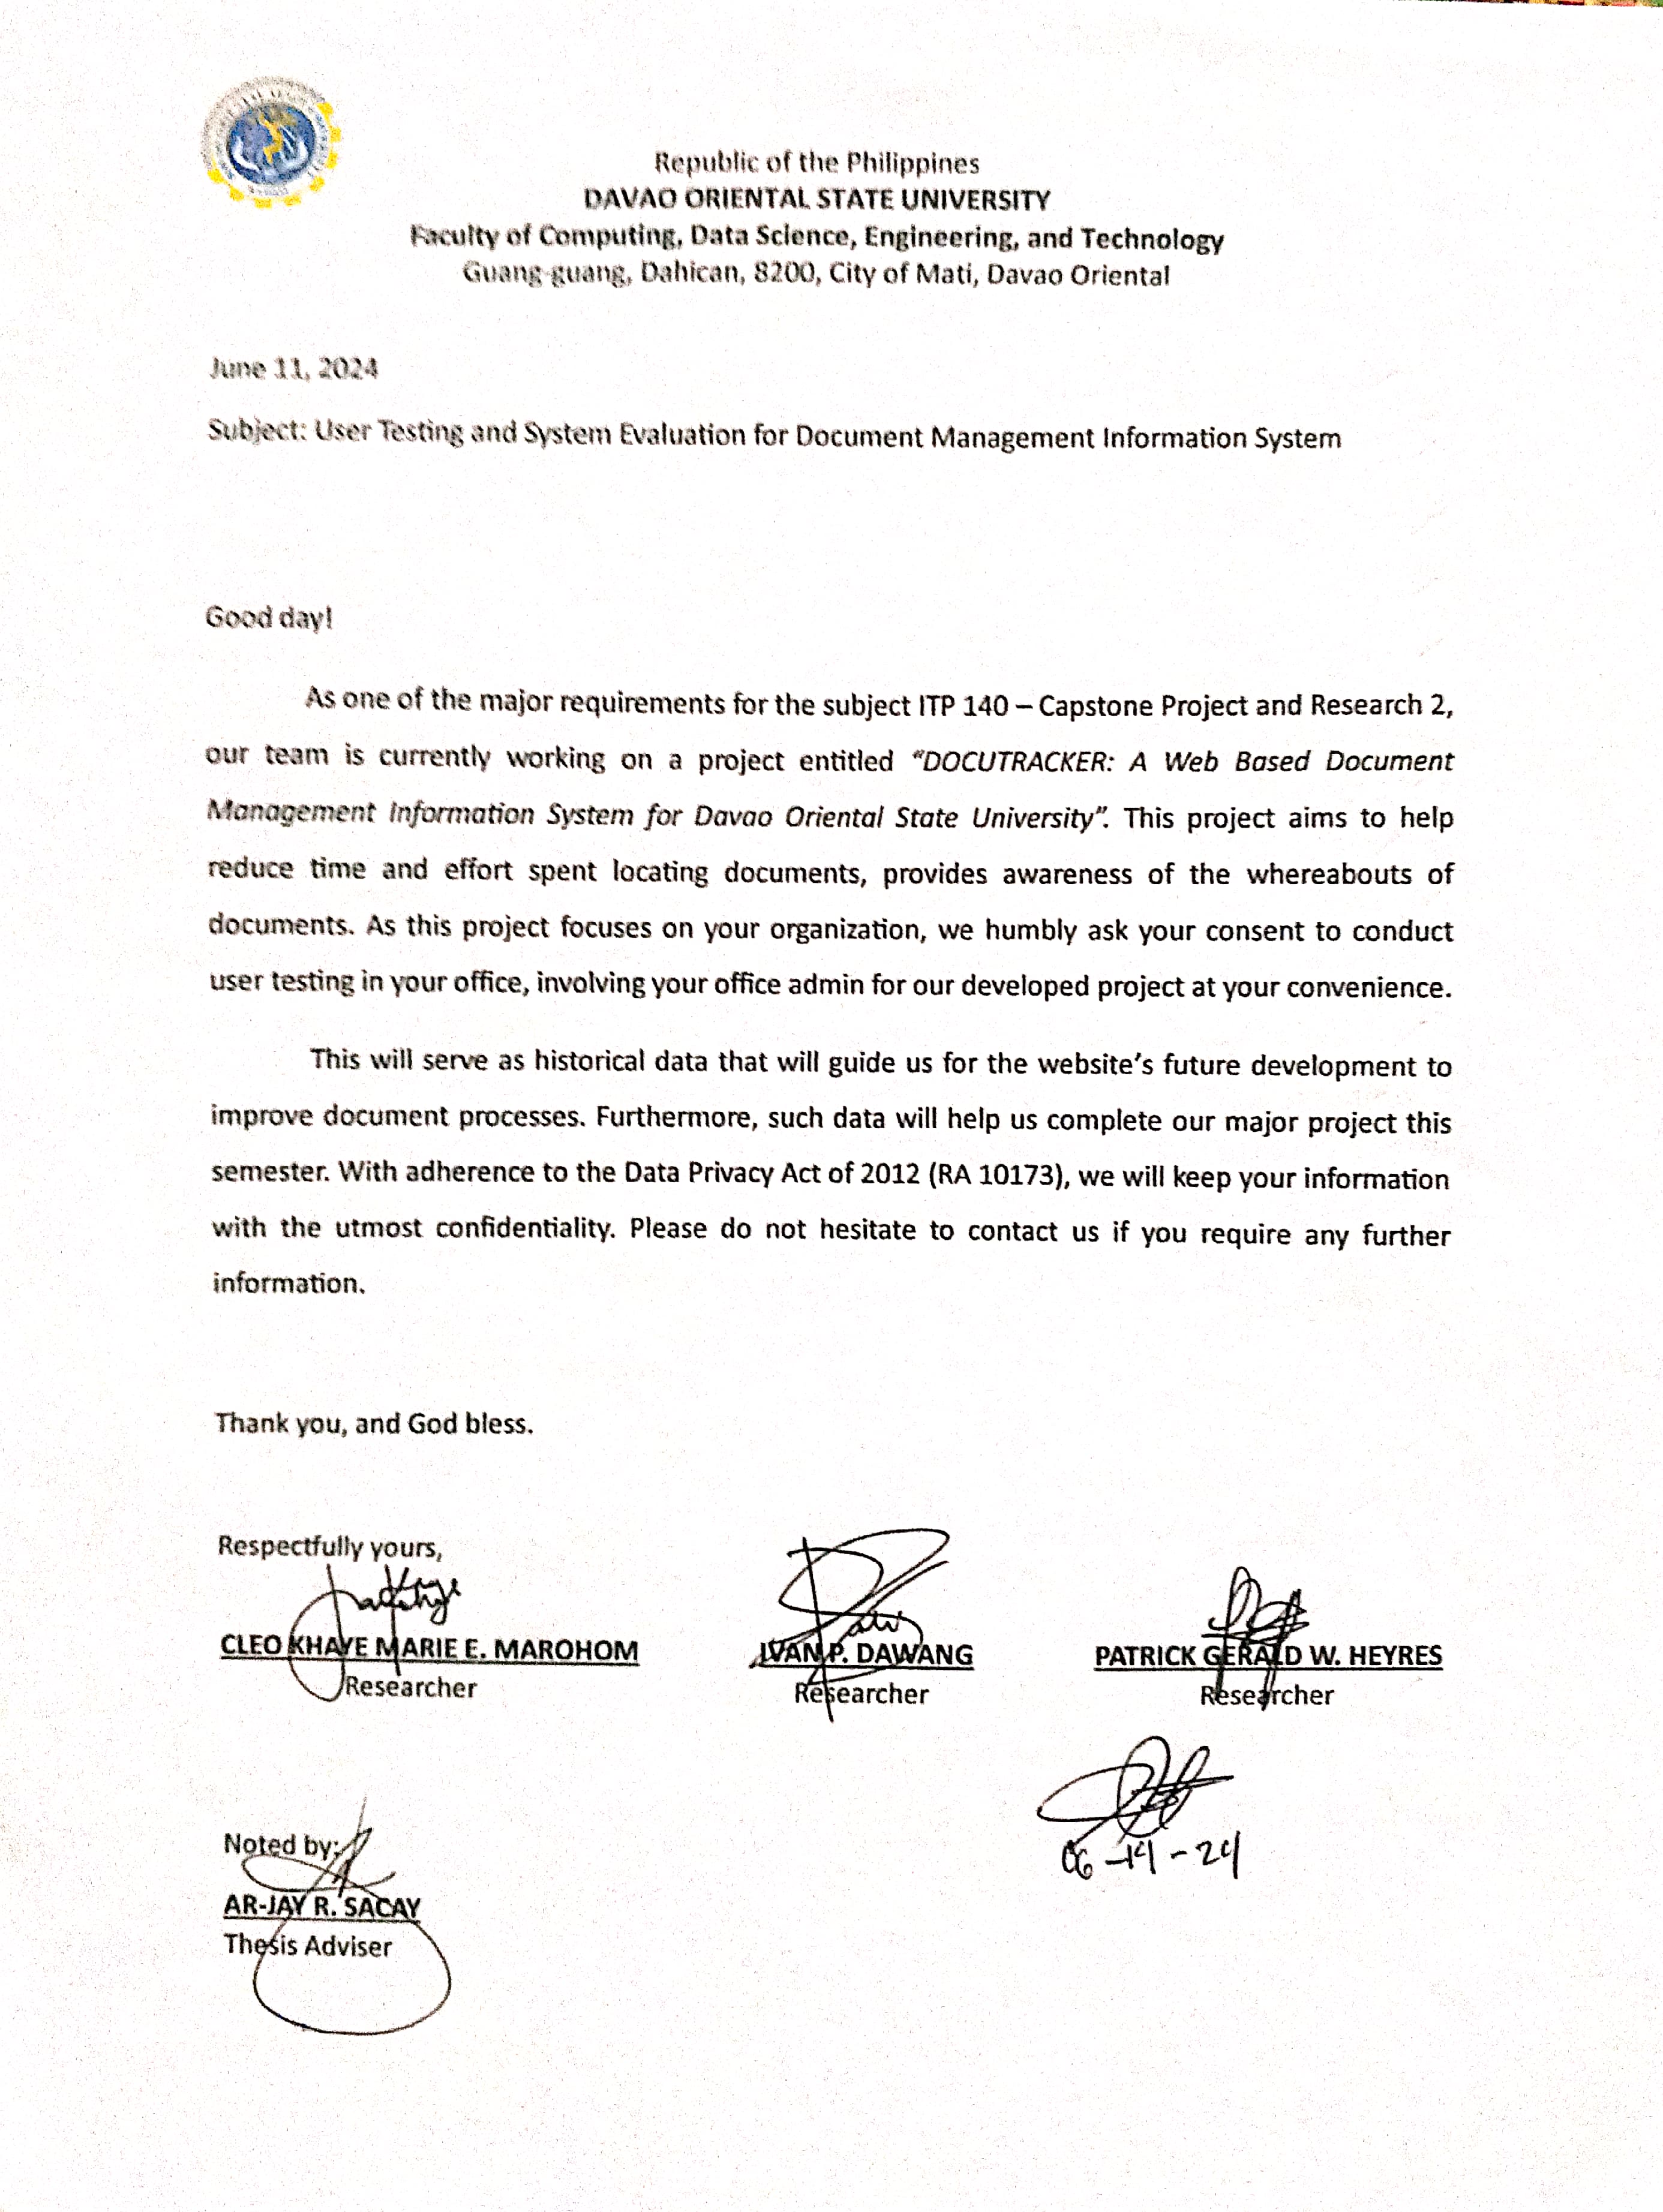 Republic of the Philippines
DAVAO ORIENTAL STATE UNIVERSITY
Faculty of Computing, Data Science, Engineering, and Technology
Guang-guang, Dahican, 8200, City of Mati, Davao Oriental
June 11, 2024
Subject: User Testing and System Evaluation for Document Management Information System
Good day!
As one of the major requirements for the subject ITP 140 – Capstone Project and Research 2,
our team is currently working on a project entitled “DOCUTRACKER: A Web Based Document
Management Information System for Davao Oriental State University”. This project aims to help
reduce time and effort spent locating documents, provides awareness of the whereabouts of
documents. As this project focuses on your organization, we humbly ask your consent to conduct
user testing in your office, involving your office admin for our developed project at your convenience.
This will serve as historical data that will guide us for the website’s future development to
improve document processes. Furthermore, such data will help us complete our major project this
semester. With adherence to the Data Privacy Act of 2012 (RA 10173), we will keep your information
with the utmost confidentiality. Please do not hesitate to contact us if you require any further
information.
Thank you, and God bless.
Respectfully yours,
CLEO KHAYE MARIE E. MAROHOM IVAN P. DAWANG PATRICK GERALD W. HEYRES
Researcher Researcher Researcher
06-14-24
Noted by:
AR-JAY R. SACAY
Thesis Adviser